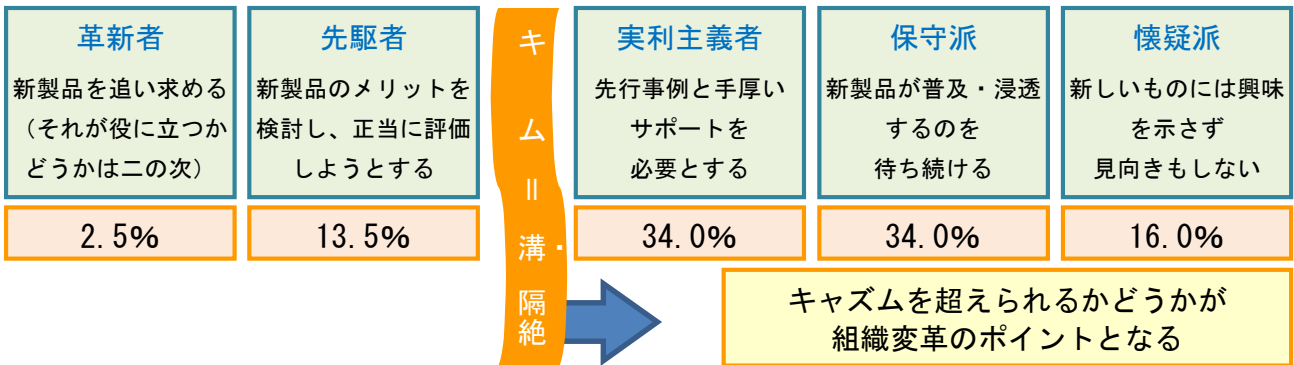 革新者
新製品を追い求める
（それが役に立つか
どうかは二の次）
2.5%
先駆者
新製品のメリットを
検討し、正当に評価
しようとする
13.5%
キ ム＝溝・隔絶
実利主義者
先行事例と手厚い
サポートを
必要とする
34.0%
保守派
新製品が普及・浸透
するのを
待ち続ける
34.0%
懐疑派
新しいものには興味
を示さず
見向きもしない
16.0%
キャズムを超えられるかどうかが
組織変革のポイントとなる